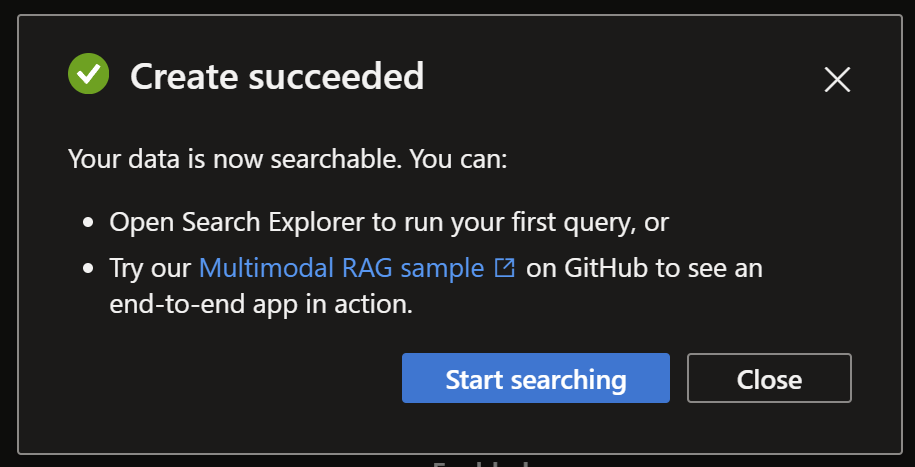 Create succeeded
Your data is now searchable. You can:
• Open Search Explorer to run your first query, or
• Try our Multimodal RAG sample on GitHub to see an
end-to-end app in action.
Start searching
Close